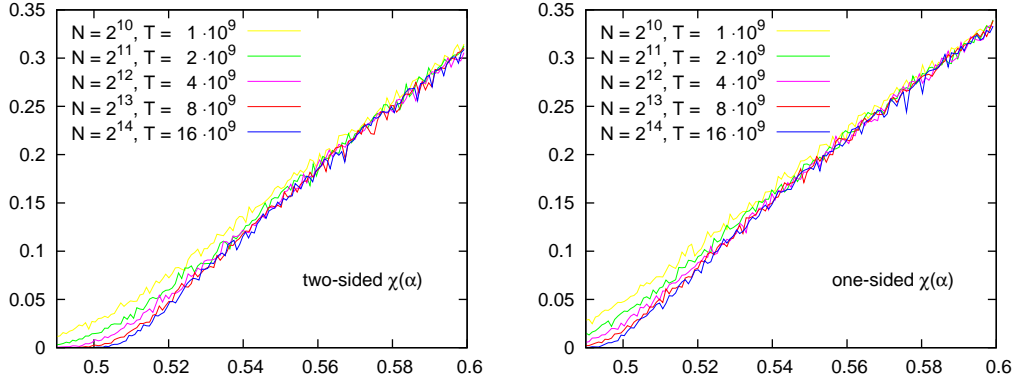 0.35
0.3
0.25
0.2
0.15
0.1
0.05
0
N = 2^10, T = 1 ·10^9
N = 2^11, T = 2 ·10^9
N = 2^12, T = 4 ·10^9
N = 2^13, T = 8 ·10^9
N = 2^14, T = 16 ·10^9
two-sided χ(α)
0.5 0.52 0.54 0.56 0.58 0.6
0.35
0.3
0.25
0.2
0.15
0.1
0.05
0
N = 2^10, T = 1 ·10^9
N = 2^11, T = 2 ·10^9
N = 2^12, T = 4 ·10^9
N = 2^13, T = 8 ·10^9
N = 2^14, T = 16 ·10^9
one-sided χ(α)
0.5 0.52 0.54 0.56 0.58 0.6